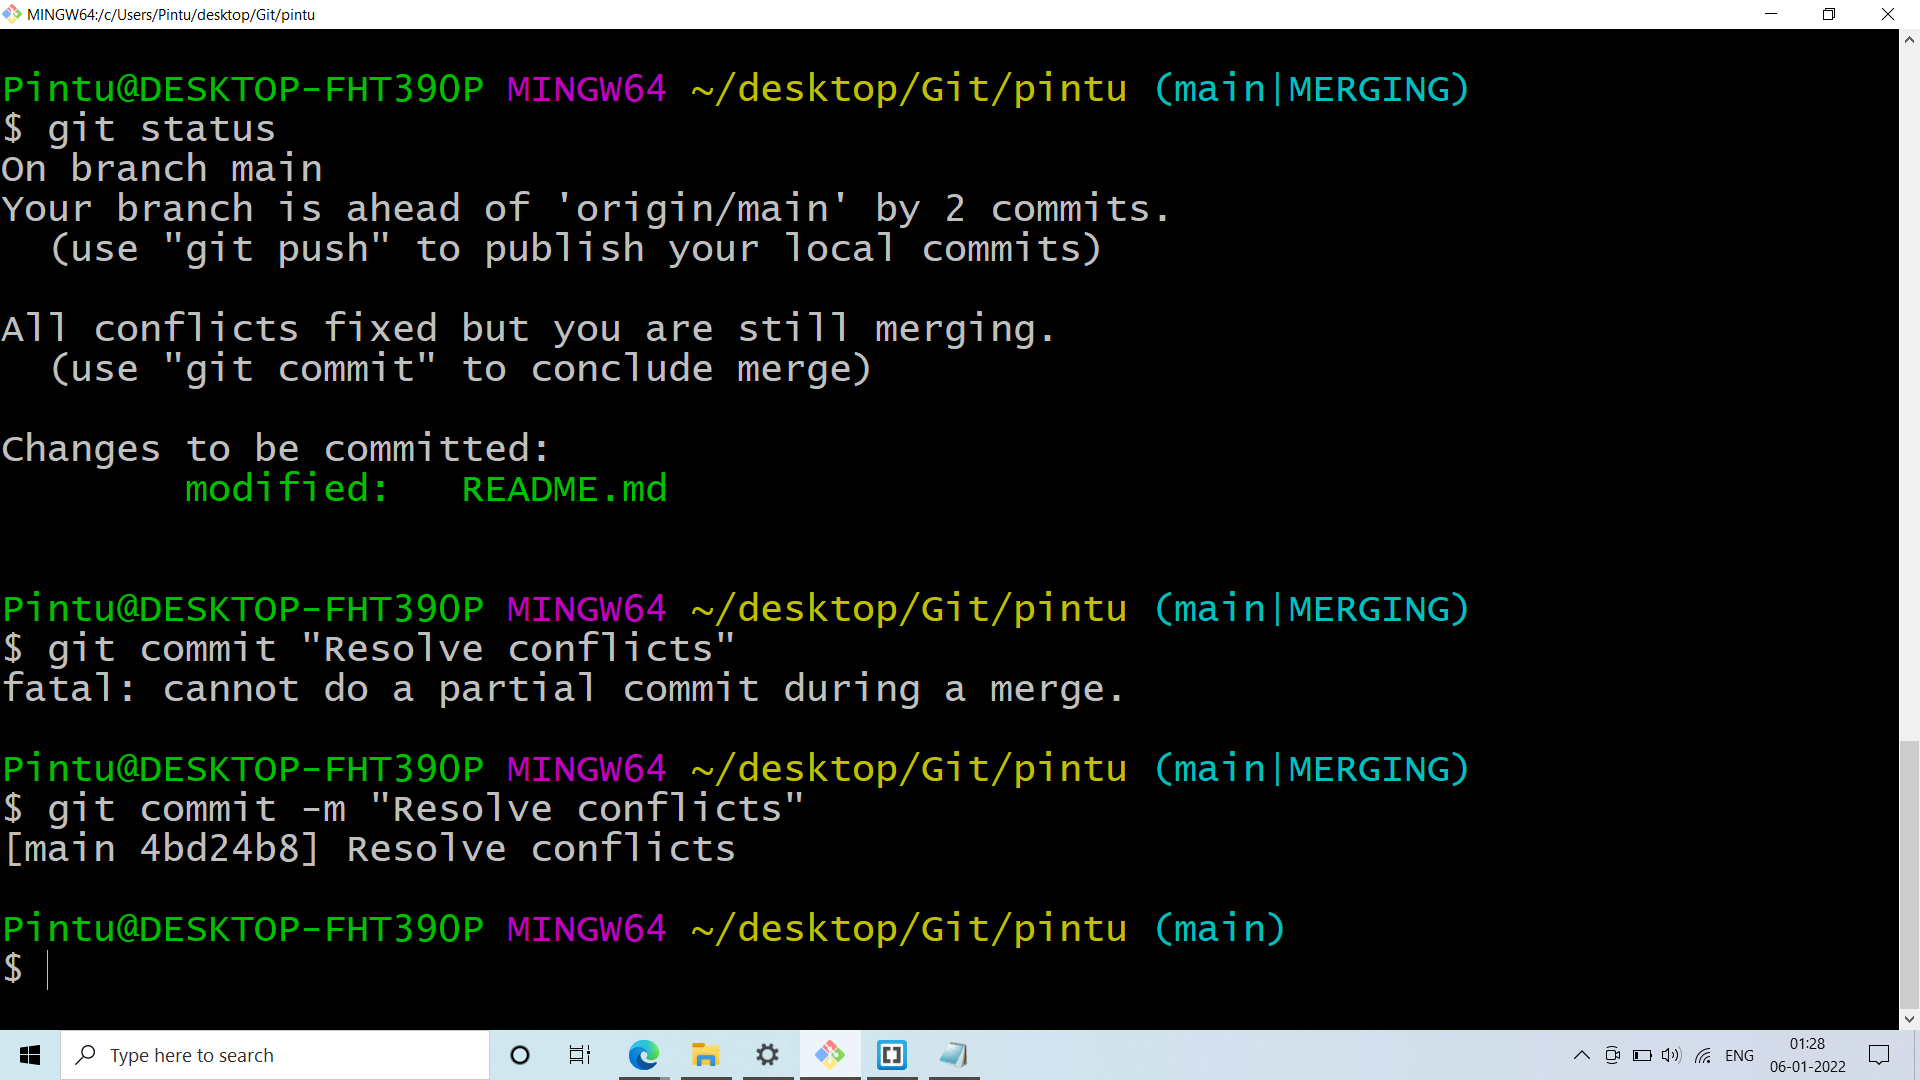 MINGW64:/c/Users/Pintu/desktop/Git/pintu
Pintu@DESKTOP-FHT39OP MINGW64 ~/desktop/Git/pintu (main|MERGING)
$ git status
On branch main
Your branch is ahead of 'origin/main' by 2 commits.
  (use "git push" to publish your local commits)
All conflicts fixed but you are still merging.
  (use "git commit" to conclude merge)
Changes to be committed:
        modified:   README.md
Pintu@DESKTOP-FHT39OP MINGW64 ~/desktop/Git/pintu (main|MERGING)
$ git commit "Resolve conflicts"
fatal: cannot do a partial commit during a merge.
Pintu@DESKTOP-FHT39OP MINGW64 ~/desktop/Git/pintu (main|MERGING)
$ git commit -m "Resolve conflicts"
[main 4bd24b8] Resolve conflicts
Pintu@DESKTOP-FHT39OP MINGW64 ~/desktop/Git/pintu (main)
$
Type here to search
ENG
01:28
06-01-2022